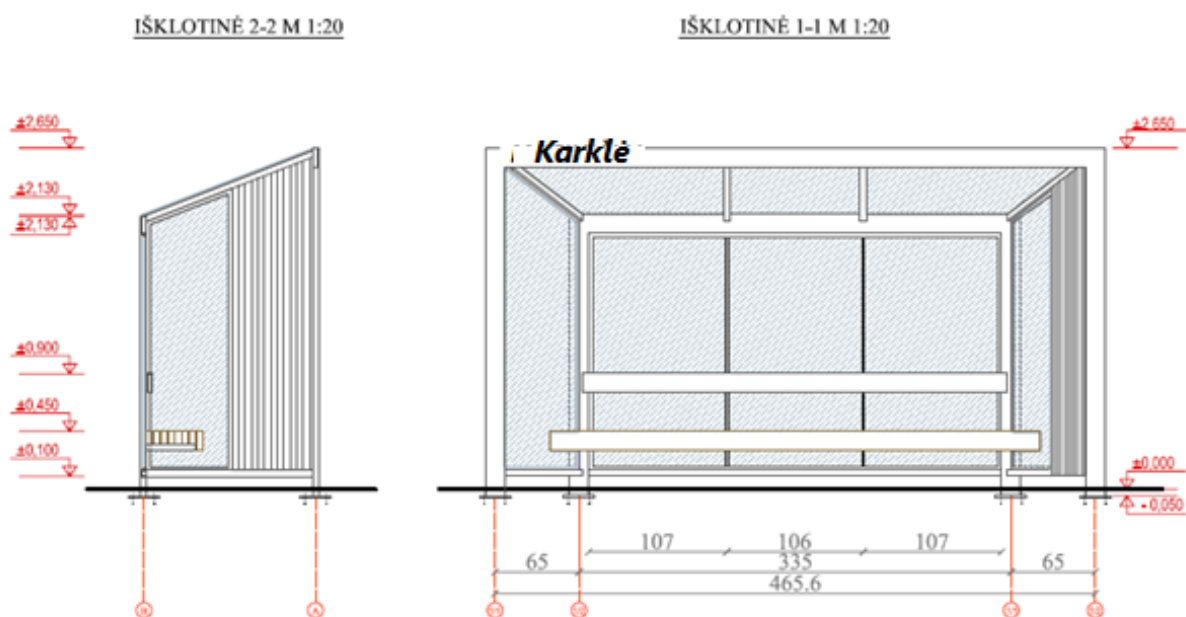 IŠKLOTINĖ 2-2 M 1:20
IŠKLOTINĖ 1-1 M 1:20
±2,650
±2,130
±2,130
±0,900
±0,450
±0,100
Karklė
±2,650
±0,000
-0,050
107 106 107
65 335 65
465.6
A